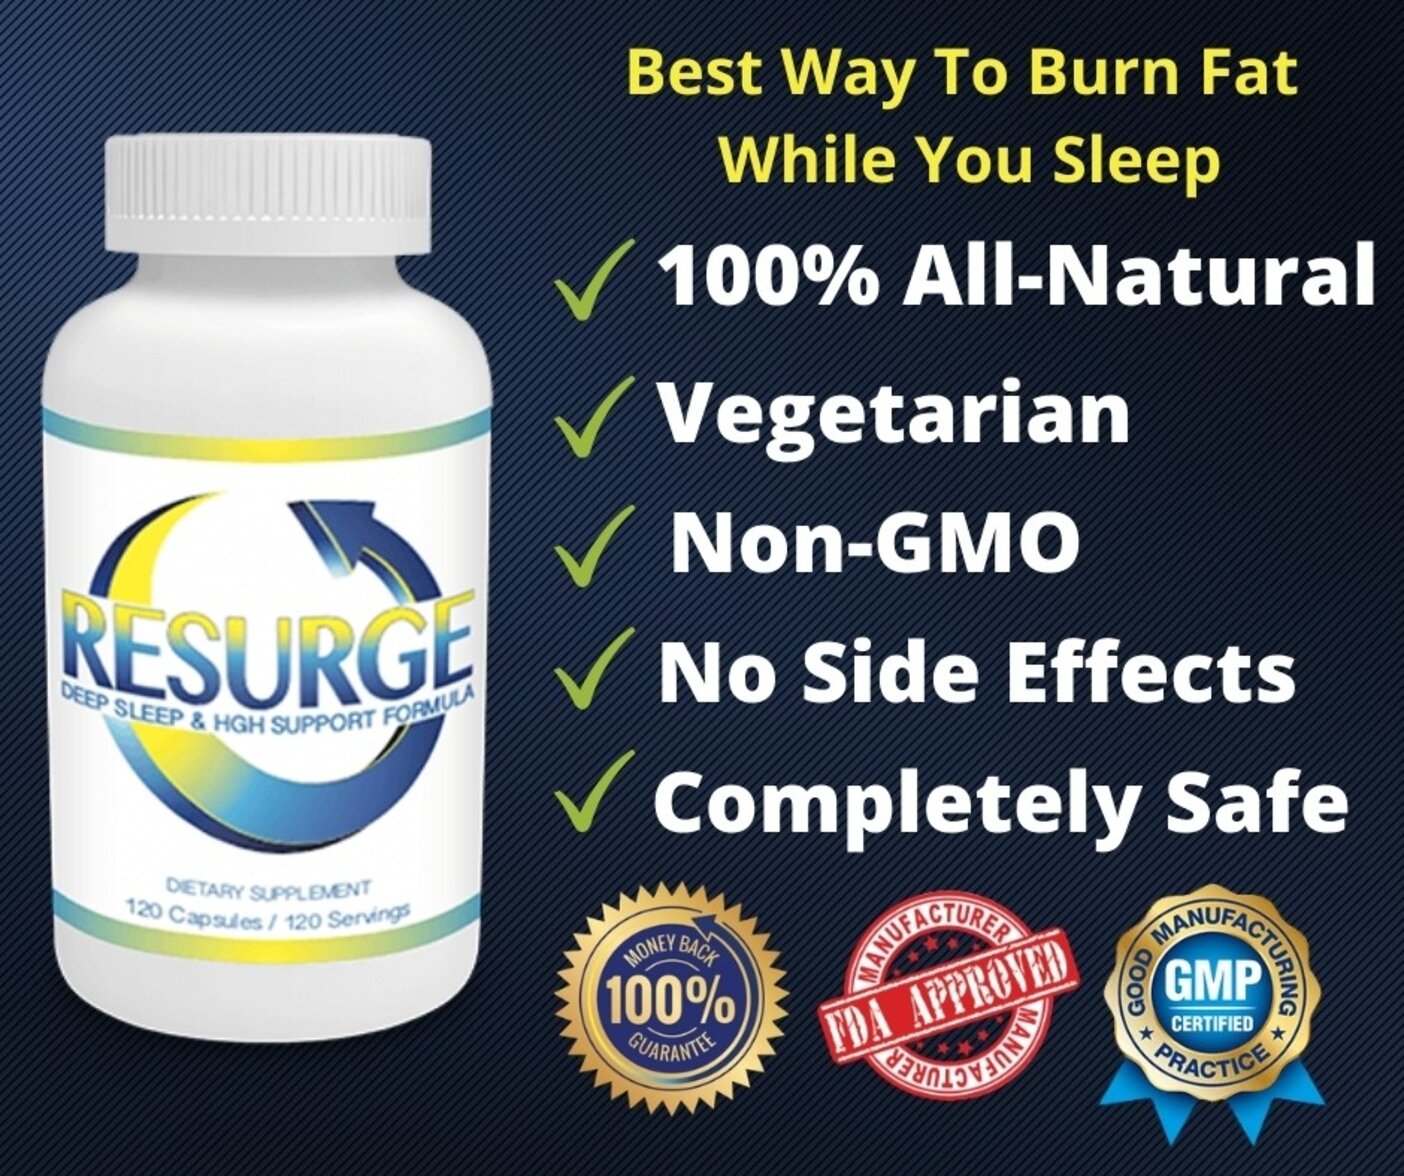 Best Way To Burn Fat
While You Sleep
100% All-Natural
Vegetarian
Non-GMO
No Side Effects
Completely Safe
RESURGE
DEEP SLEEP & HGH SUPPORT FORMULA
DIETARY SUPPLEMENT
120 Capsules / 120 Servings
MONEY BACK
100%
GUARANTEE
MANUFACTURER
FDA APPROVED
MANUFACTURER
GOOD MANUFACTURING
GMP
CERTIFIED
PRACTICE